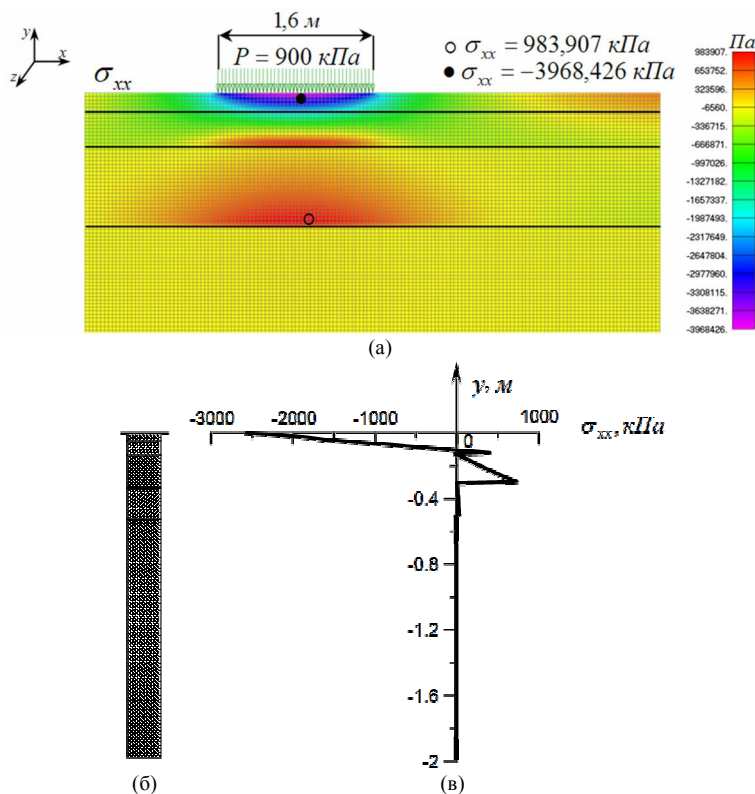 1,6 м
y
x
z
P = 900 кПа
σxx
σxx = 983,907 кПа
σxx = −3968,426 кПа
Па
983907.
653752.
323596.
-6560.
-336715.
-666871.
-997026.
-1327182.
-1657337.
-1987493.
-2317649.
-2647804.
-2977960.
-3308115.
-3638271.
-3968426.
(а)
y, м
-3000 -2000 -1000 0 1000
σxx, кПа
-0.4
-0.8
-1.2
-1.6
-2
(б) (в)